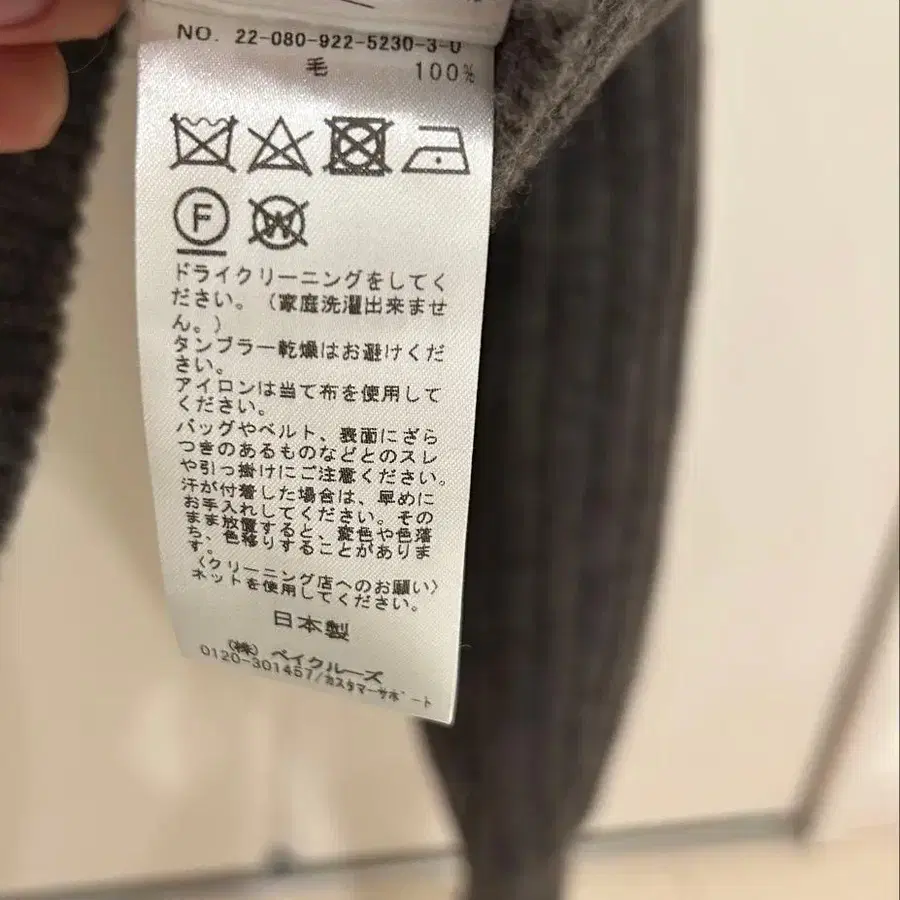 NO. 22-080-922-5230-3-0
毛 100%
F W
ドライクリーニングをしてく
ださい。（家庭洗濯出来ませ
ん。）
タンブラー乾燥はお避けくだ
さい。
アイロンは当て布を使用して
ください。
バッグやベルト、表面にざら
つきのあるものなどとのスレ
や引っ掛けにご注意ください。
汗が付着した場合は、早めに
お手入れしてください。その
まま放置すると、変色や色落
ち、色移りすることがありま
す。
〈クリーニング店へのお願い〉
ネットを使用してください。
日本製
（株）ベイクルーズ
0120-301457/カスタマーサポート